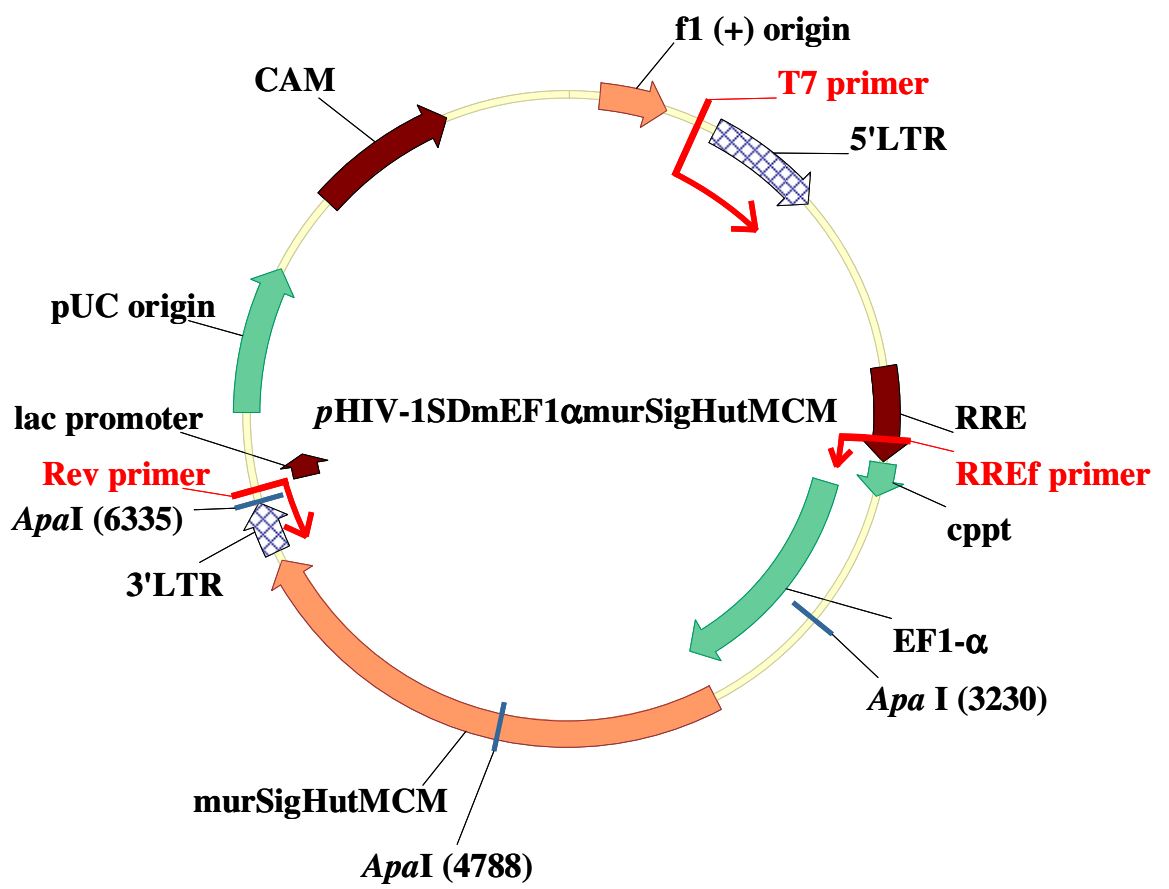 f1 (+) origin
CAM
T7 primer
5'LTR
pUC origin
lac promoter
pHIV-1SDmEF1αmurSigHutMCM
RRE
Rev primer
RREf primer
ApaI (6335)
cppt
3'LTR
EF1-α
Apa I (3230)
murSigHutMCM
ApaI (4788)